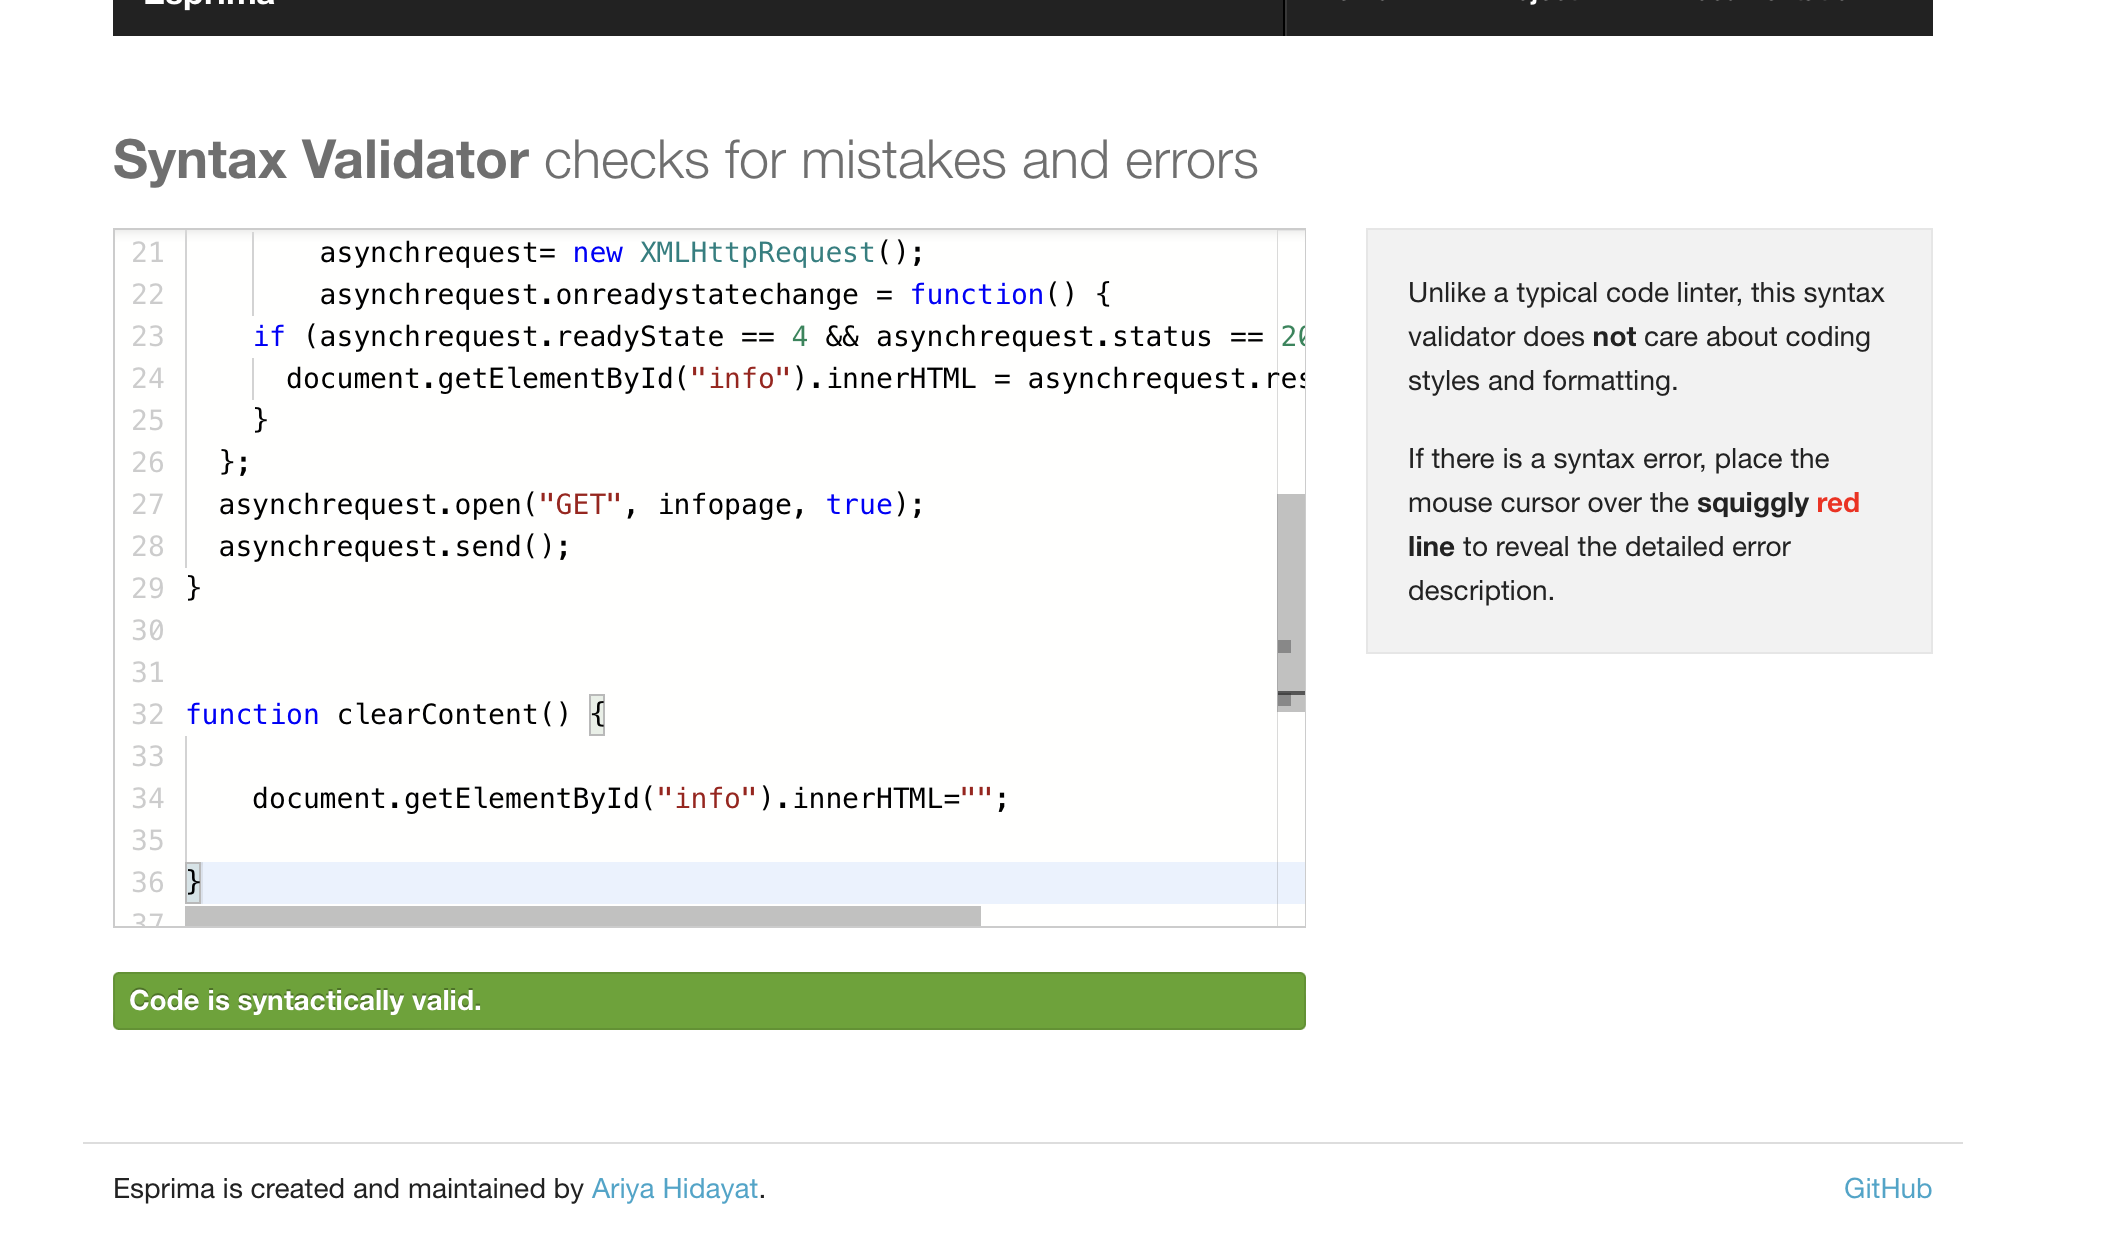 Esprima
Syntax Validator checks for mistakes and errors
21 asynchrequest= new XMLHttpRequest();
22 asynchrequest.onreadystatechange = function() {
23 if (asynchrequest.readyState == 4 && asynchrequest.status == 20
24 document.getElementById("info").innerHTML = asynchrequest.res
25 }
26 };
27 asynchrequest.open("GET", infopage, true);
28 asynchrequest.send();
29 }
30
31
32 function clearContent() {
33
34 document.getElementById("info").innerHTML="";
35
36 }
37
Unlike a typical code linter, this syntax
validator does not care about coding
styles and formatting.
If there is a syntax error, place the
mouse cursor over the squiggly red
line to reveal the detailed error
description.
Code is syntactically valid.
Esprima is created and maintained by Ariya Hidayat.
GitHub